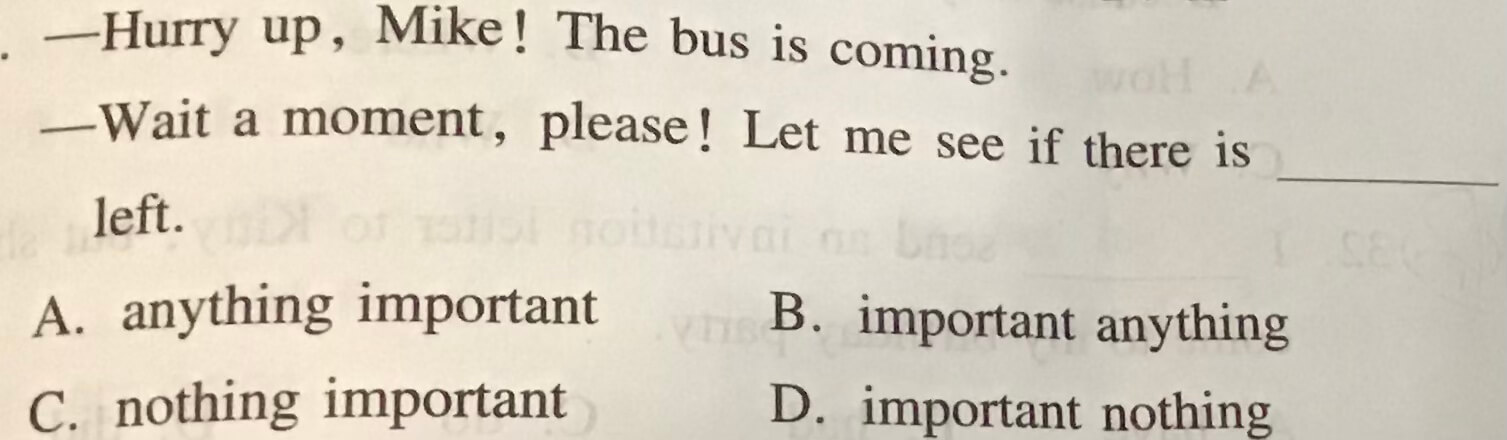 . —Hurry up, Mike! The bus is coming.
—Wait a moment, please! Let me see if there is ______
left.
A. anything important B. important anything
C. nothing important D. important nothing